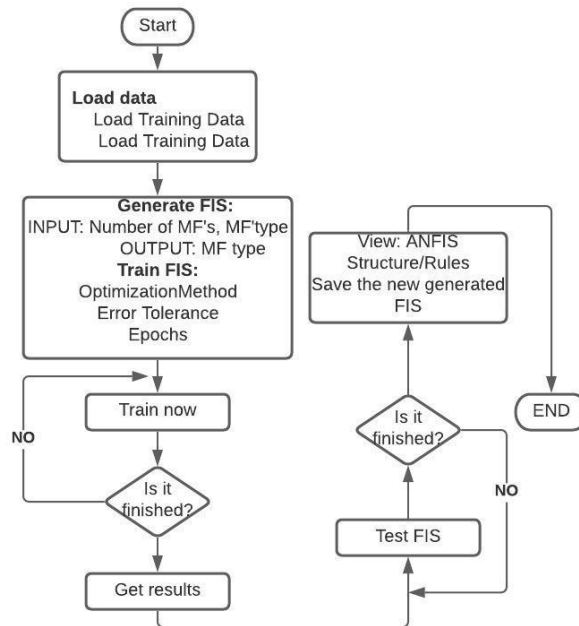 Start
Load data
Load Training Data
Load Training Data
Generate FIS:
INPUT: Number of MF's, MF'type
OUTPUT: MF type
Train FIS:
OptimizationMethod
Error Tolerance
Epochs
Train now
NO
Is it
finished?
Get results
Test FIS
NO
Is it
finished?
View: ANFIS
Structure/Rules
Save the new generated
FIS
END